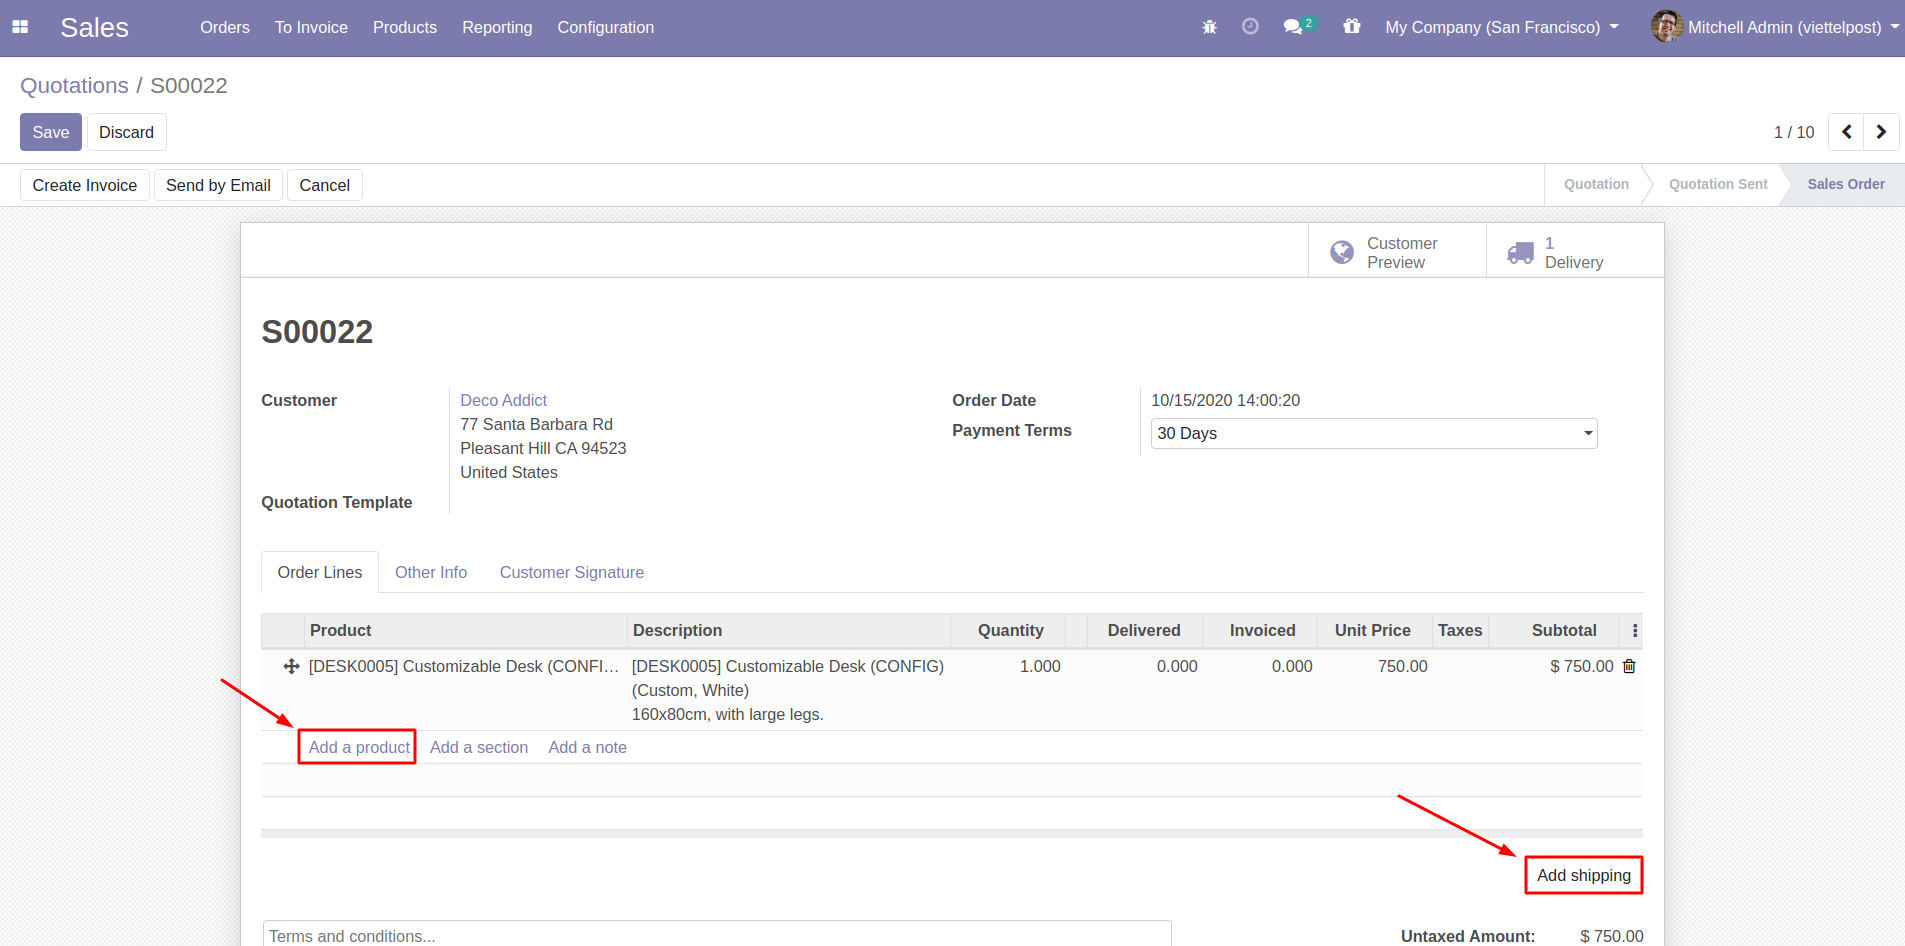 Sales Orders To Invoice Products Reporting Configuration 2 My Company (San Francisco) Mitchell Admin (viettelpost)
Quotations / S00022
Save Discard 1 / 10
Create Invoice Send by Email Cancel Quotation Quotation Sent Sales Order
Customer Preview 1 Delivery
S00022
Customer Deco Addict Order Date 10/15/2020 14:00:20
77 Santa Barbara Rd Payment Terms 30 Days
Pleasant Hill CA 94523
United States
Quotation Template
Order Lines Other Info Customer Signature
Product Description Quantity Delivered Invoiced Unit Price Taxes Subtotal
[DESK0005] Customizable Desk (CONFI... [DESK0005] Customizable Desk (CONFIG) 1.000 0.000 0.000 750.00 $ 750.00
(Custom, White)
160x80cm, with large legs.
Add a product Add a section Add a note
Add shipping
Terms and conditions... Untaxed Amount: $ 750.00